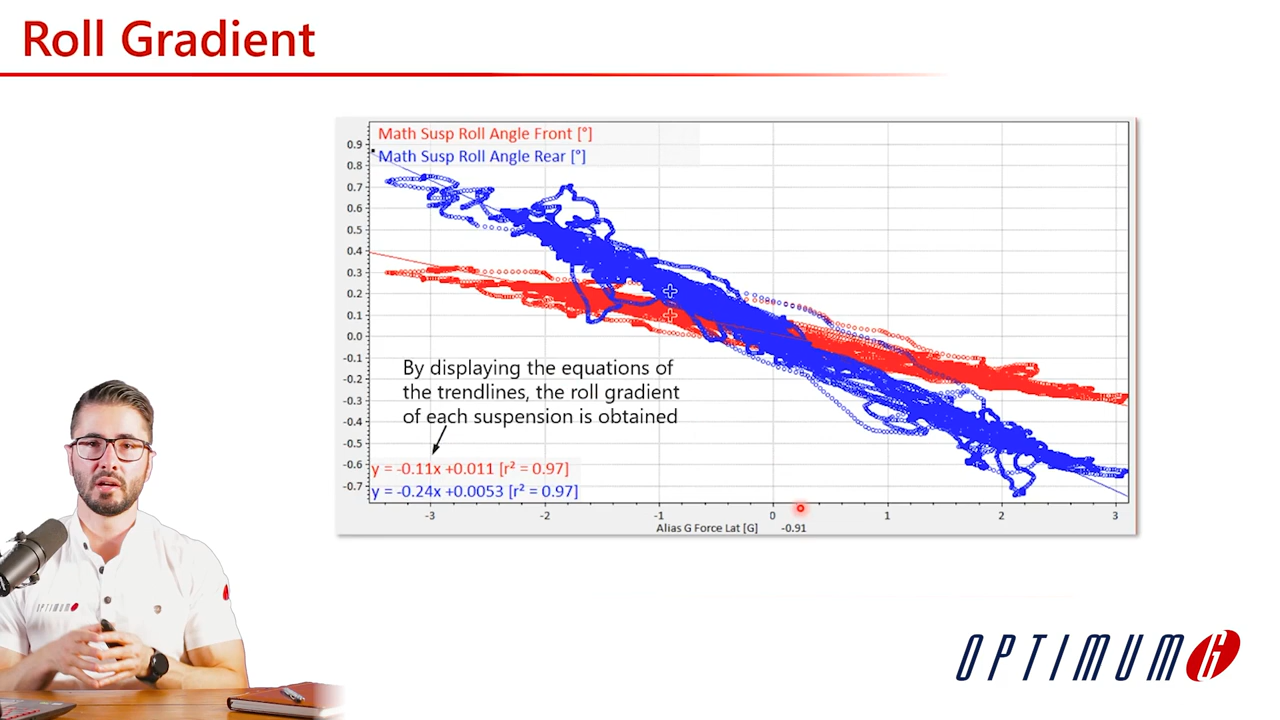 Roll Gradient
Math Susp Roll Angle Front [°]
Math Susp Roll Angle Rear [°]
0.9
0.8
0.7
0.6
0.5
0.4
0.3
0.2
0.1
0.0
-0.1
-0.2
-0.3
-0.4
-0.5
-0.6
-0.7
By displaying the equations of
the trendlines, the roll gradient
of each suspension is obtained
y = -0.11x +0.011 [r² = 0.97]
y = -0.24x +0.0053 [r² = 0.97]
-3 -2 -1 0 1 2 3
Alias G Force Lat [G] -0.91
OPTIMUM
OPTIMUM G